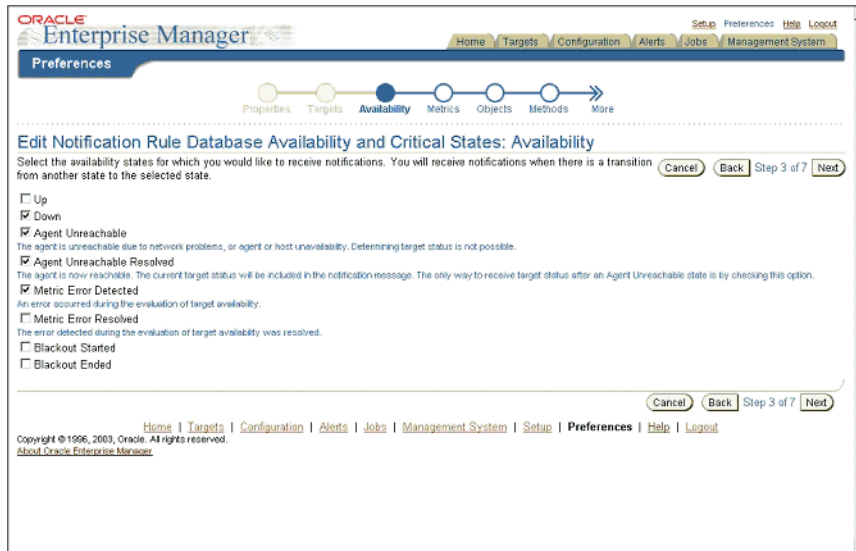 ORACLE
Enterprise Manager
Setup Preferences Help Logout
Home Targets Configuration Alerts Jobs Management System
Preferences
Properties Targets Availability Metrics Objects Methods More
Edit Notification Rule Database Availability and Critical States: Availability
Select the availability states for which you would like to receive notifications. You will receive notifications when there is a transition
from another state to the selected state.
Cancel Back Step 3 of 7 Next
Up
Down
Agent Unreachable
The agent is unreachable due to network problems, or agent or host unavailability. Determining target status is not possible.
Agent Unreachable Resolved
The agent is now reachable. The current target status will be included in the notification message. The only way to receive target status after an Agent Unreachable state is by checking this option.
Metric Error Detected
An error occurred during the evaluation of target availability.
Metric Error Resolved
The error detected during the evaluation of target availability was resolved.
Blackout Started
Blackout Ended
Cancel Back Step 3 of 7 Next
Home | Targets | Configuration | Alerts | Jobs | Management System | Setup | Preferences | Help | Logout
Copyright © 1996, 2003, Oracle. All rights reserved.
About Oracle Enterprise Manager